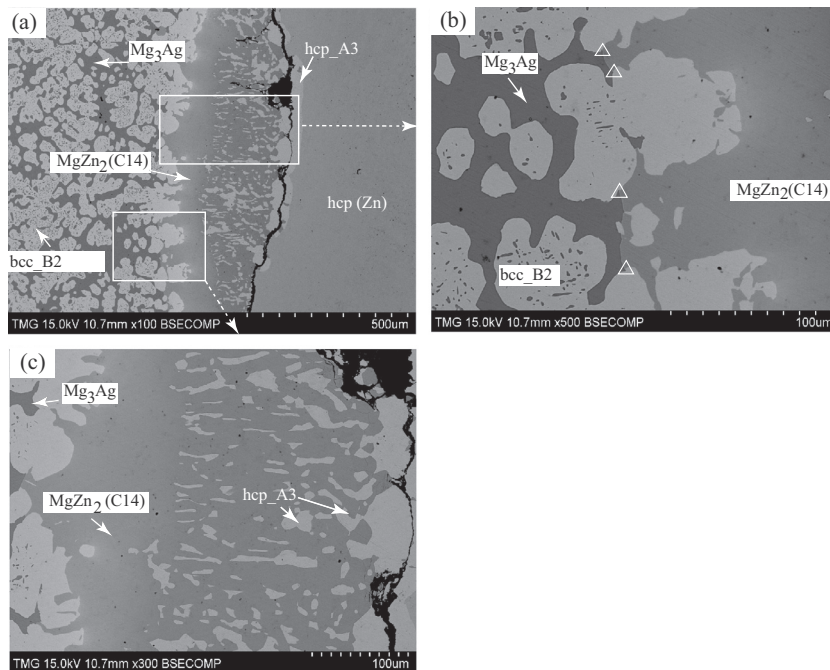 (a)
Mg3Ag
hcp_A3
MgZn2(C14)
hcp (Zn)
bcc_B2
TMG 15.0kV 10.7mm x100 BSECOMP 500um
(b)
Mg3Ag
MgZn2(C14)
bcc_B2
TMG 15.0kV 10.7mm x500 BSECOMP 100um
(c)
Mg3Ag
hcp_A3
MgZn2(C14)
TMG 15.0kV 10.7mm x300 BSECOMP 100um